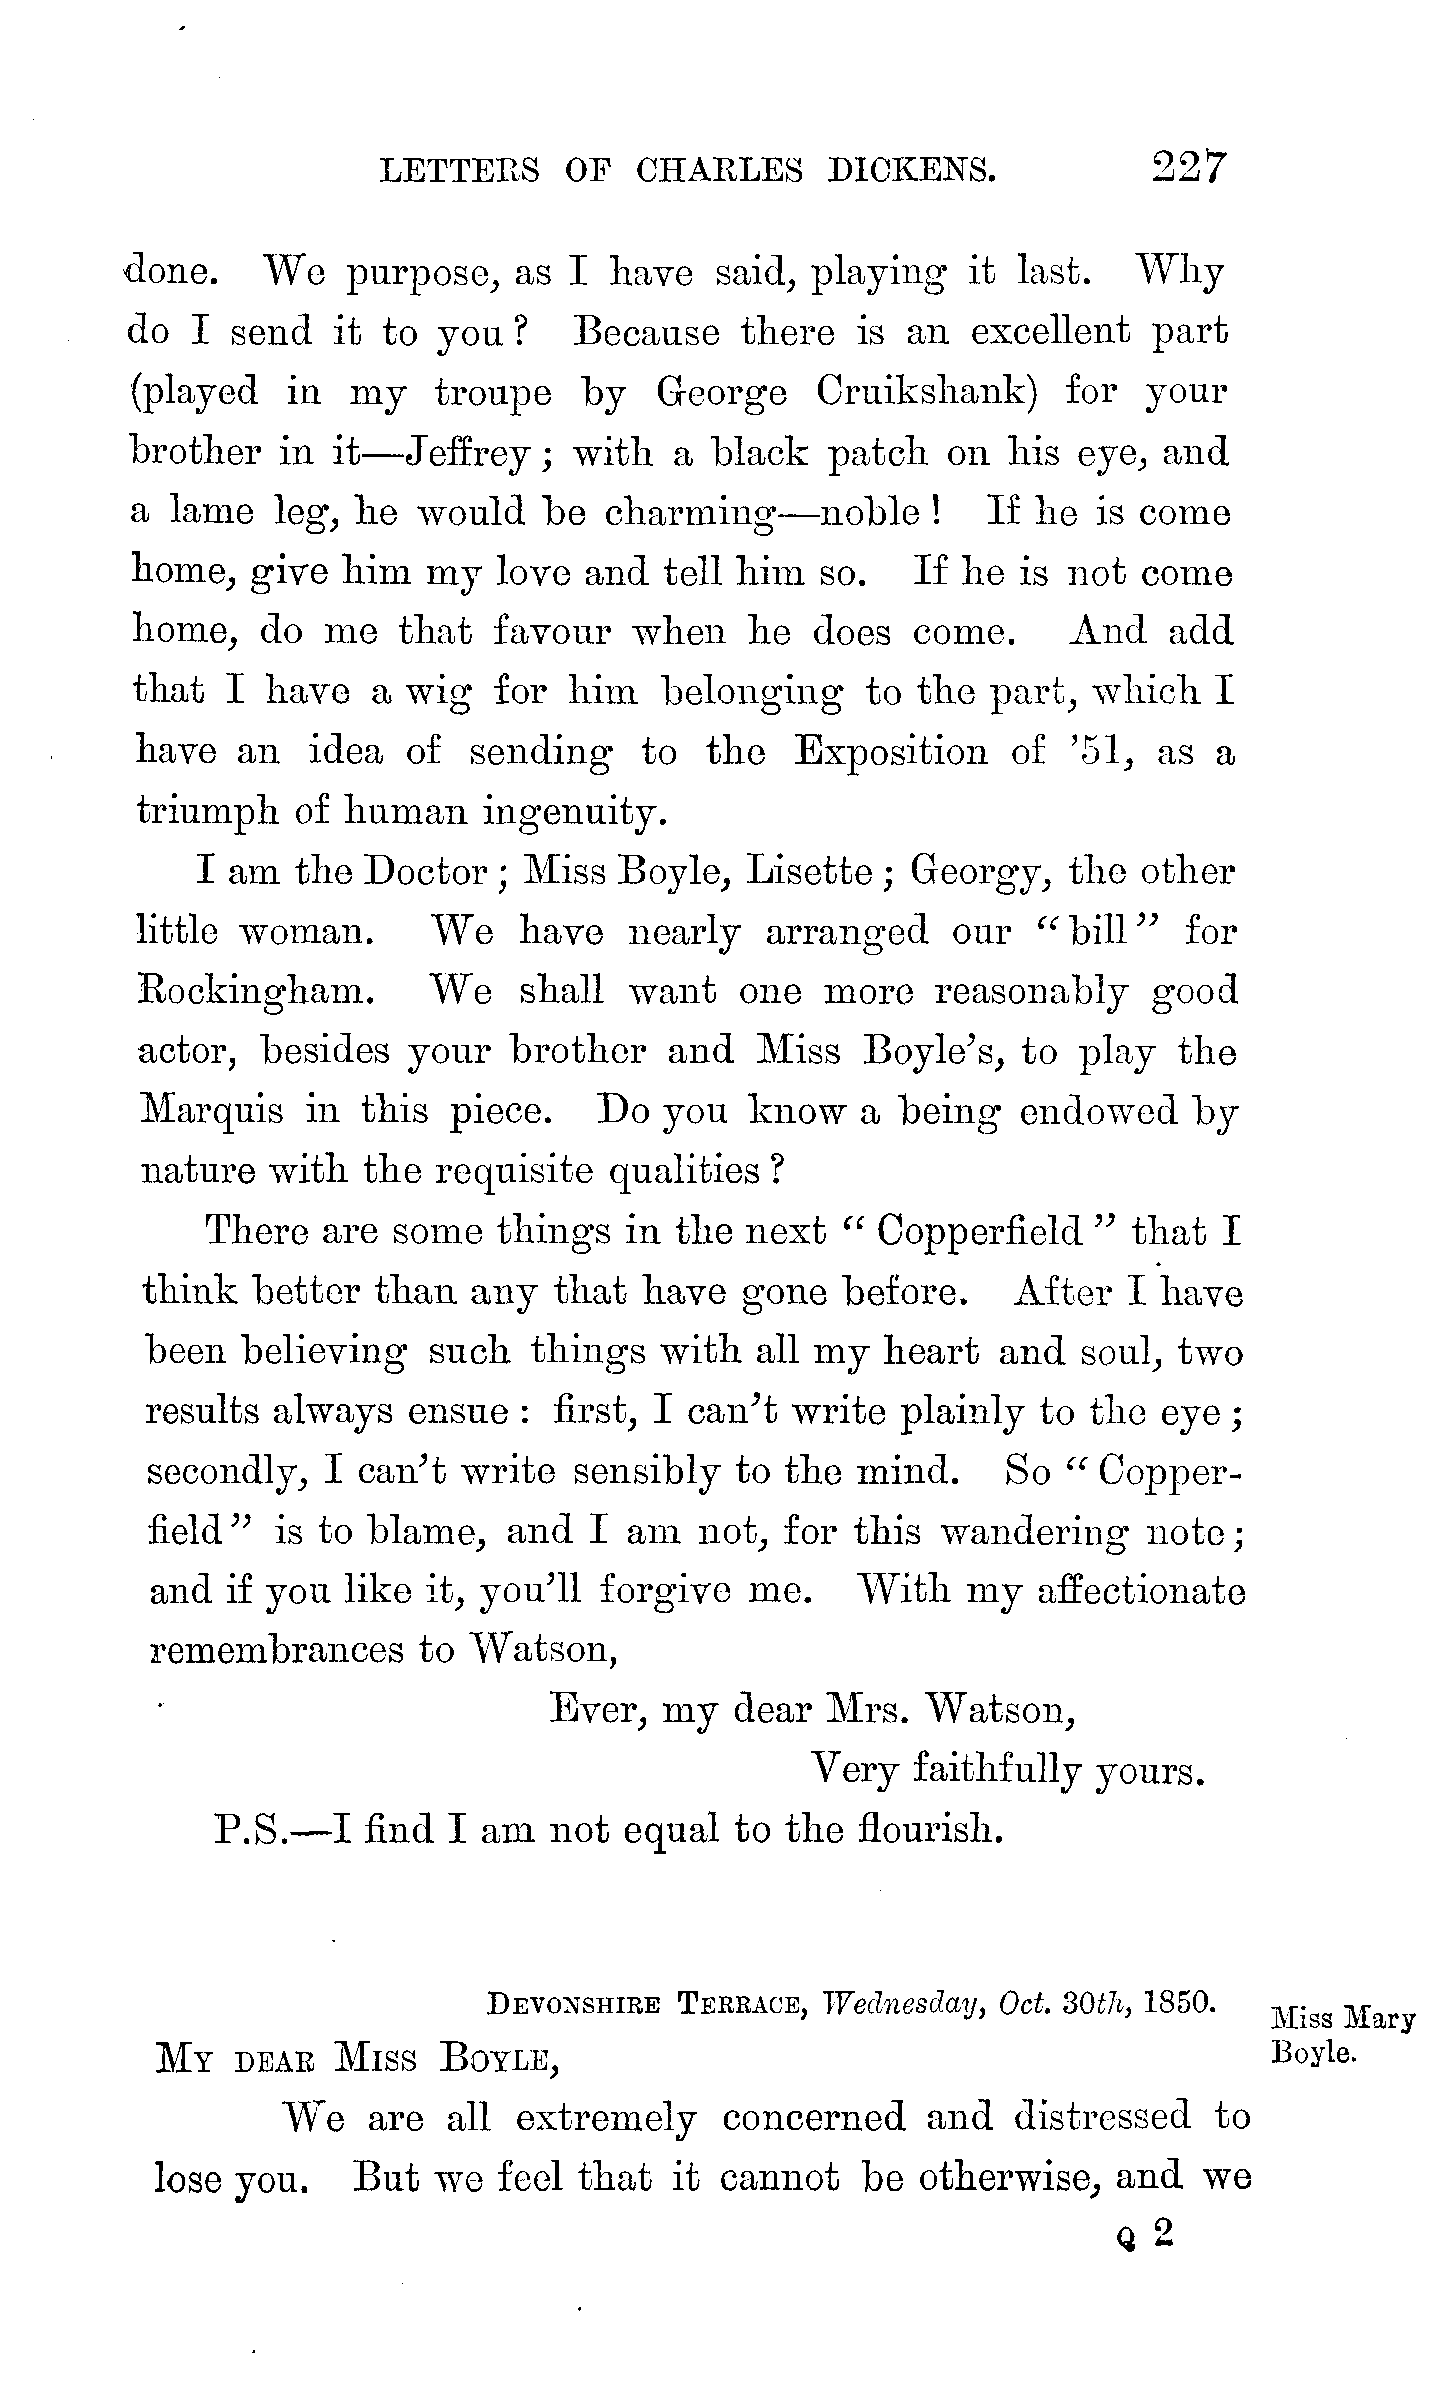 LETTERS OF CHARLES DICKENS. 227
done. We purpose, as I have said, playing it last. Why
do I send it to you? Because there is an excellent part
(played in my troupe by George Cruikshank) for your
brother in it—Jeffrey; with a black patch on his eye, and
a lame leg, he would be charming—noble! If he is come
home, give him my love and tell him so. If he is not come
home, do me that favour when he does come. And add
that I have a wig for him belonging to the part, which I
have an idea of sending to the Exposition of ’51, as a
triumph of human ingenuity.
I am the Doctor; Miss Boyle, Lisette; Georgy, the other
little woman. We have nearly arranged our “bill” for
Rockingham. We shall want one more reasonably good
actor, besides your brother and Miss Boyle’s, to play the
Marquis in this piece. Do you know a being endowed by
nature with the requisite qualities?
There are some things in the next “Copperfield” that I
think better than any that have gone before. After I have
been believing such things with all my heart and soul, two
results always ensue: first, I can’t write plainly to the eye;
secondly, I can’t write sensibly to the mind. So “Copper-
field” is to blame, and I am not, for this wandering note;
and if you like it, you’ll forgive me. With my affectionate
remembrances to Watson,
Ever, my dear Mrs. Watson,
Very faithfully yours.
P.S.—I find I am not equal to the flourish.
DEVONSHIRE TERRACE, Wednesday, Oct. 30th, 1850.
Miss Mary
Boyle.
MY DEAR MISS BOYLE,
We are all extremely concerned and distressed to
lose you. But we feel that it cannot be otherwise, and we
Q 2